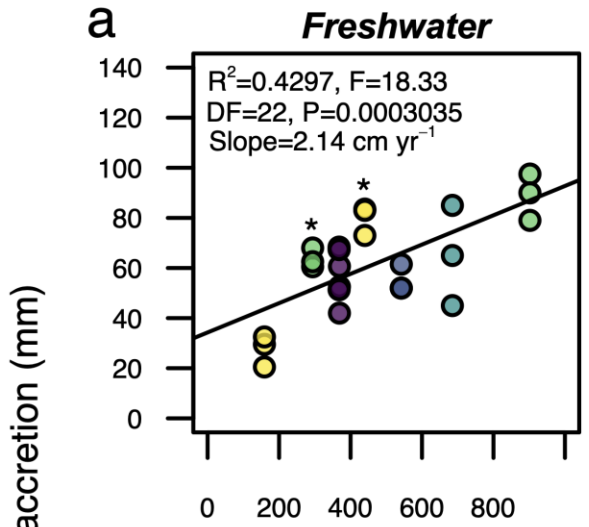 a
Freshwater
140
R²=0.4297, F=18.33
DF=22, P=0.0003035
120
Slope=2.14 cm yr⁻¹
100
*
80
*
60
40
20
0
accretion (mm)
0 200 400 600 800